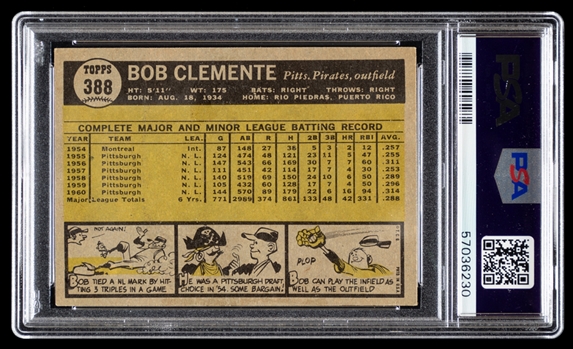 TOPPS
388
BOB CLEMENTE Pitts. Pirates, outfield
HT: 5'11" WT: 175 BATS: RIGHT THROWS: RIGHT
BORN: AUG. 18, 1934 HOME: RIO PIEDRAS, PUERTO RICO
COMPLETE MAJOR AND MINOR LEAGUE BATTING RECORD
YEAR TEAM LEA. G AB R H 2B 3B HR RBI AVG.
1954 Montreal Int. 87 148 27 38 5 3 2 12 .257
1955 Pittsburgh N. L. 124 474 48 121 23 11 5 47 .255
1956 Pittsburgh N. L. 147 543 66 169 30 7 7 60 .311
1957 Pittsburgh N. L. 111 451 42 114 17 7 4 30 .253
1958 Pittsburgh N. L. 140 519 69 150 24 10 6 50 .289
1959 Pittsburgh N. L. 105 432 60 128 17 7 4 50 .296
1960 Pittsburgh N. L. 144 570 89 179 22 6 16 94 .314
Major League Totals 6 Yrs. 771 2989 374 861 133 48 42 331 .288
NOT AGAIN!
BOB TIED A NL MARK BY HIT-
TING 3 TRIPLES IN A GAME
HE WAS A PITTSBURGH DRAFT
CHOICE IN '54. SOME BARGAIN!
PLOP
BOB CAN PLAY THE INFIELD AS
WELL AS THE OUTFIELD
PSA
PSA
57036230